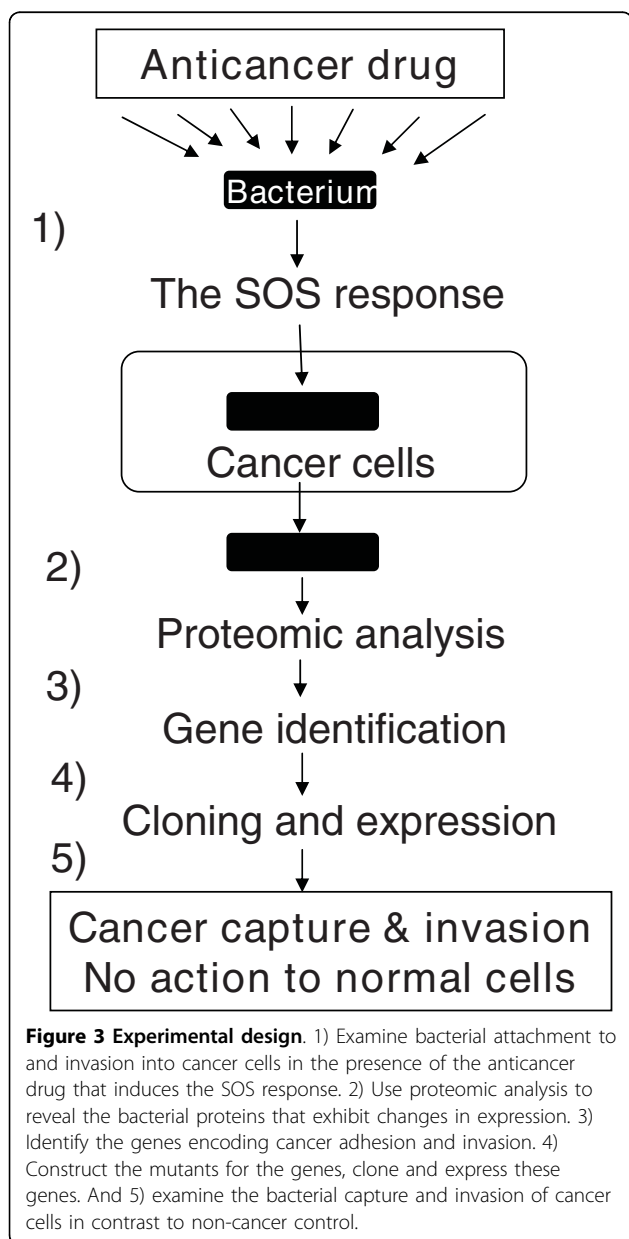 Anticancer drug
Bacterium
1)
The SOS response
Cancer cells
2)
Proteomic analysis
3)
Gene identification
4)
Cloning and expression
5)
Cancer capture & invasion
No action to normal cells
Figure 3 Experimental design. 1) Examine bacterial attachment to
and invasion into cancer cells in the presence of the anticancer
drug that induces the SOS response. 2) Use proteomic analysis to
reveal the bacterial proteins that exhibit changes in expression. 3)
Identify the genes encoding cancer adhesion and invasion. 4)
Construct the mutants for the genes, clone and express these
genes. And 5) examine the bacterial capture and invasion of cancer
cells in contrast to non-cancer control.